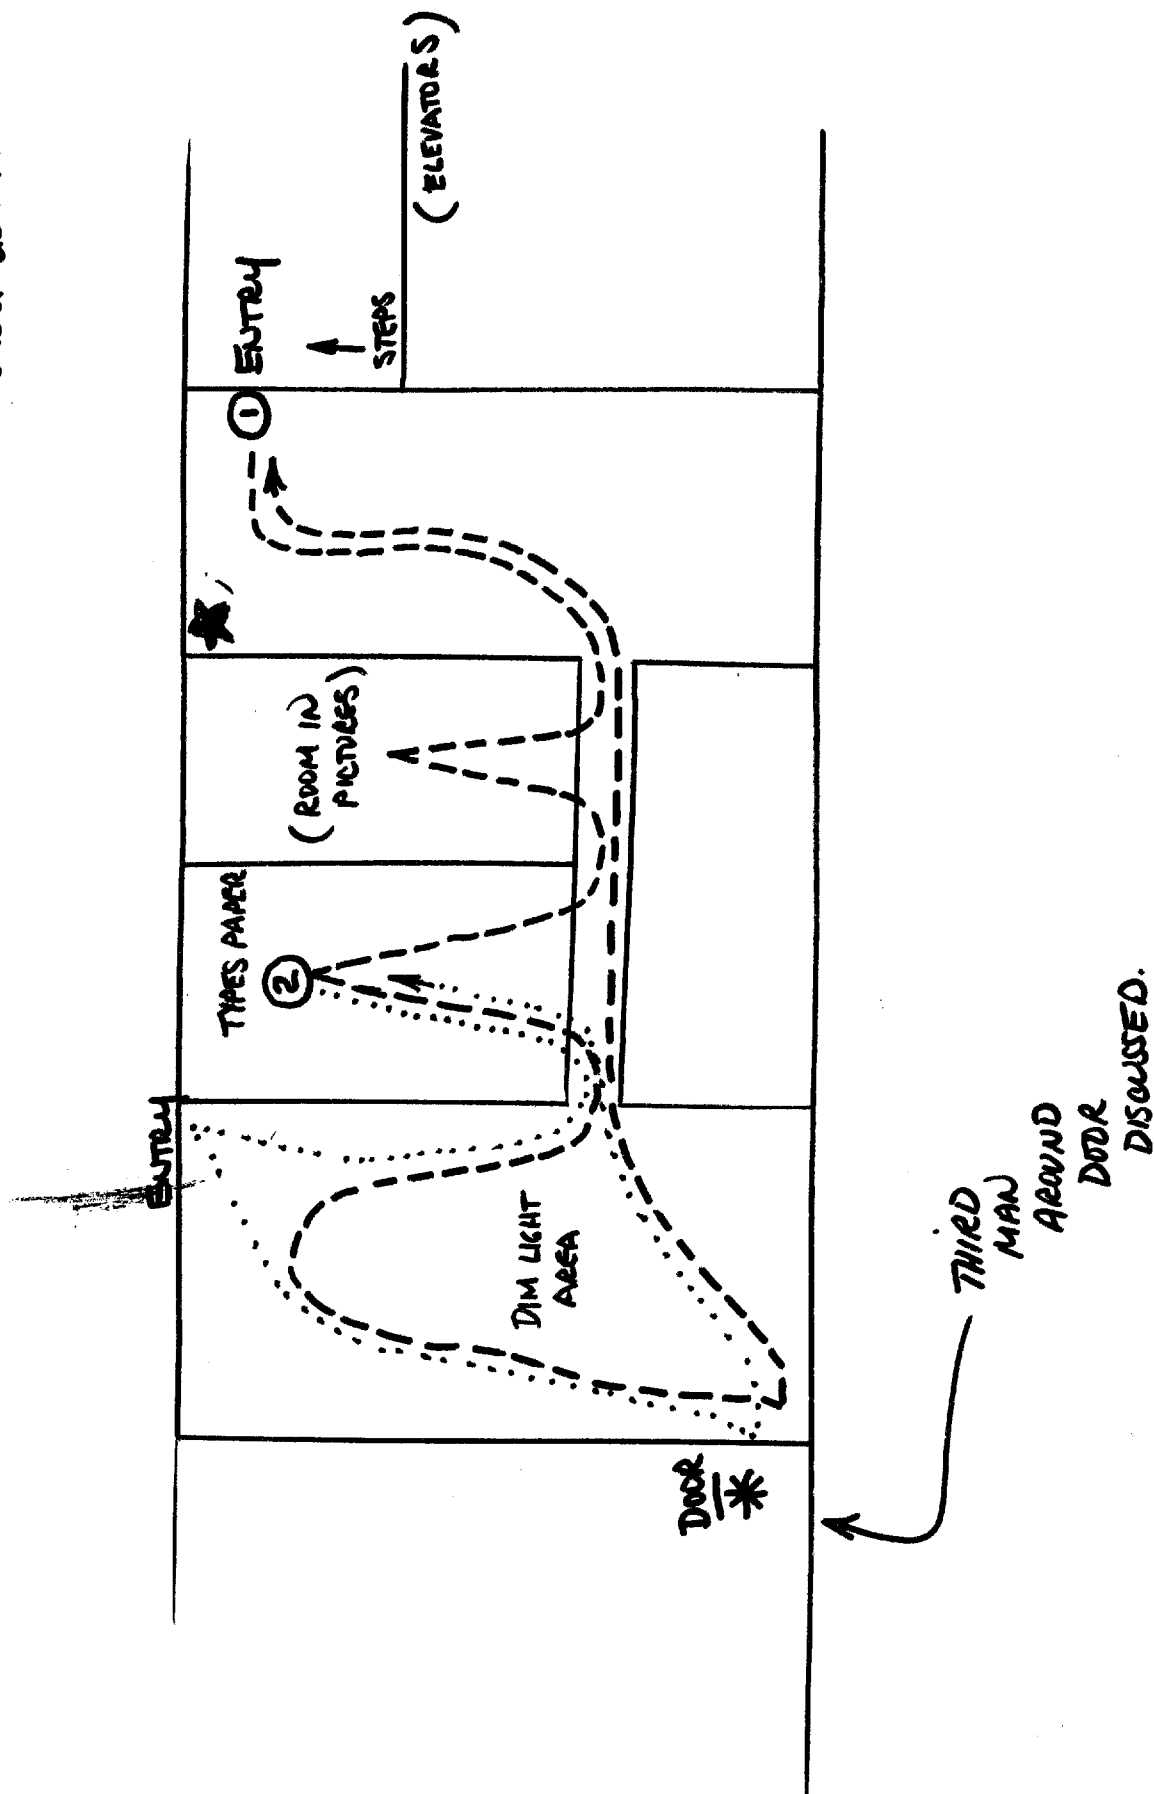 (ELEVATORS)
① ENTRY
STEPS
(ROOM IN
PICTURES)
TYPES PAPER
②
ENTRY
DIM LIGHT
AREA
DOOR
*
THIRD
MAN
AROUND
DOOR
DISCUSSED.